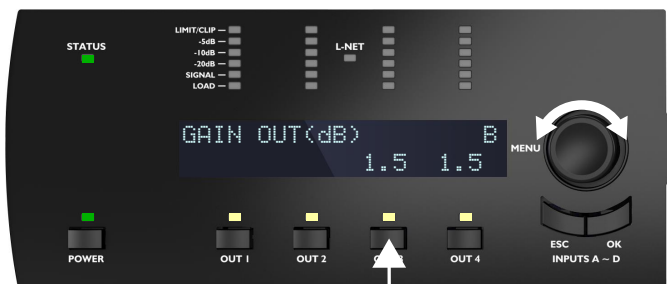 LIMIT/CLIP
-5dB
-10dB
-20dB
SIGNAL
LOAD
STATUS
L-NET
GAIN OUT(dB) B
1.5 1.5
MENU
POWER
OUT 1
OUT 2
OUT 4
ESC OK
INPUTS A ~ D